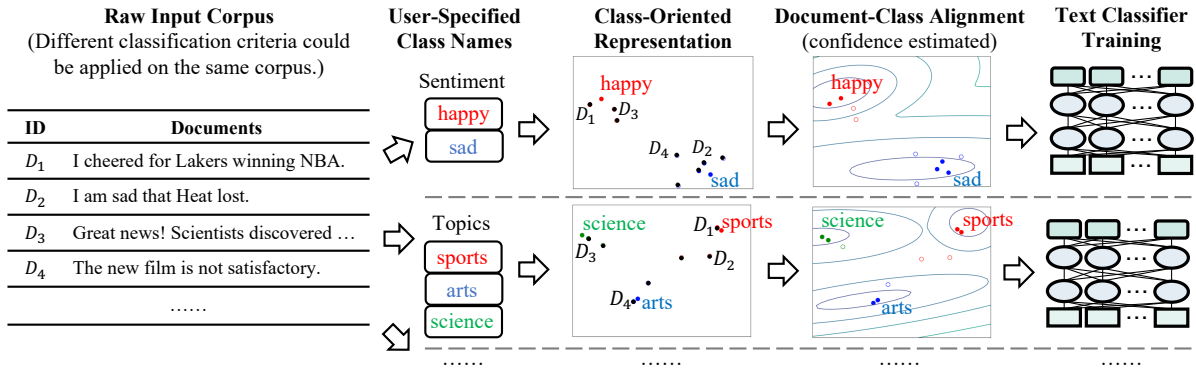 Raw Input Corpus
(Different classification criteria could
be applied on the same corpus.)
ID Documents
D₁ I cheered for Lakers winning NBA.
D₂ I am sad that Heat lost.
D₃ Great news! Scientists discovered …
D₄ The new film is not satisfactory.
……
User-Specified
Class Names
Sentiment
happy
sad
Topics
sports
arts
science
……
Class-Oriented
Representation
happy
D₁ D₃
D₄ D₂
sad
science
D₁ sports
D₃
D₂
D₄ arts
……
Document-Class Alignment
(confidence estimated)
happy
sad
science
sports
arts
……
Text Classifier
Training
…
…
…
…
…
…
…
…
……